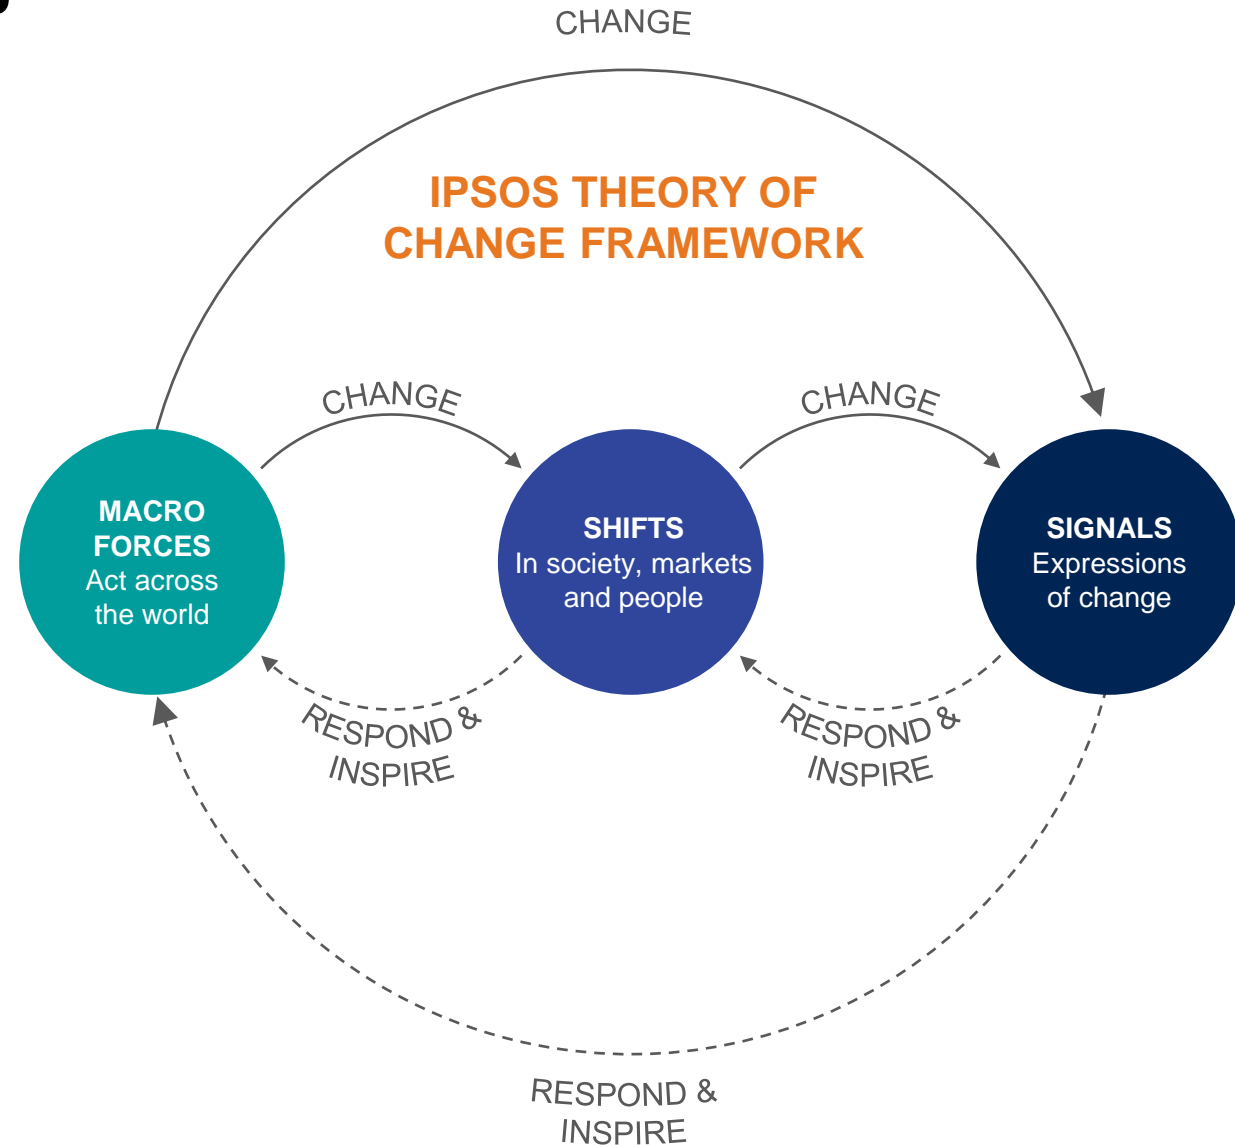 CHANGE
IPSOS THEORY OF
CHANGE FRAMEWORK
CHANGE
CHANGE
MACRO
FORCES
Act across
the world
SHIFTS
In society, markets
and people
SIGNALS
Expressions
of change
RESPOND &
INSPIRE
RESPOND &
INSPIRE
RESPOND &
INSPIRE